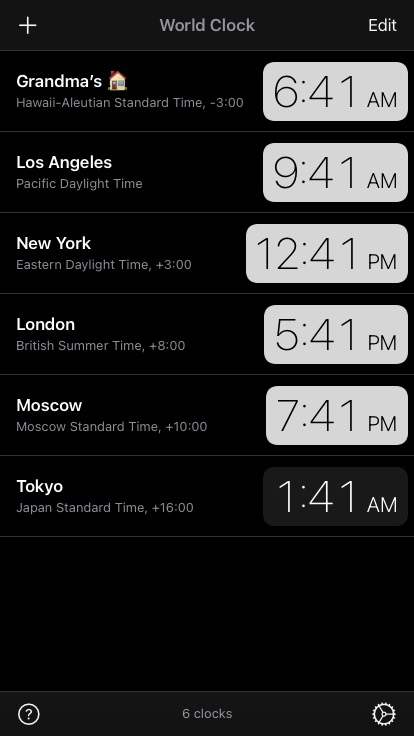 World Clock
Edit
Grandma’s 🏠
Hawaii-Aleutian Standard Time, -3:00
6:41 AM
Los Angeles
Pacific Daylight Time
9:41 AM
New York
Eastern Daylight Time, +3:00
12:41 PM
London
British Summer Time, +8:00
5:41 PM
Moscow
Moscow Standard Time, +10:00
7:41 PM
Tokyo
Japan Standard Time, +16:00
1:41 AM
?
6 clocks